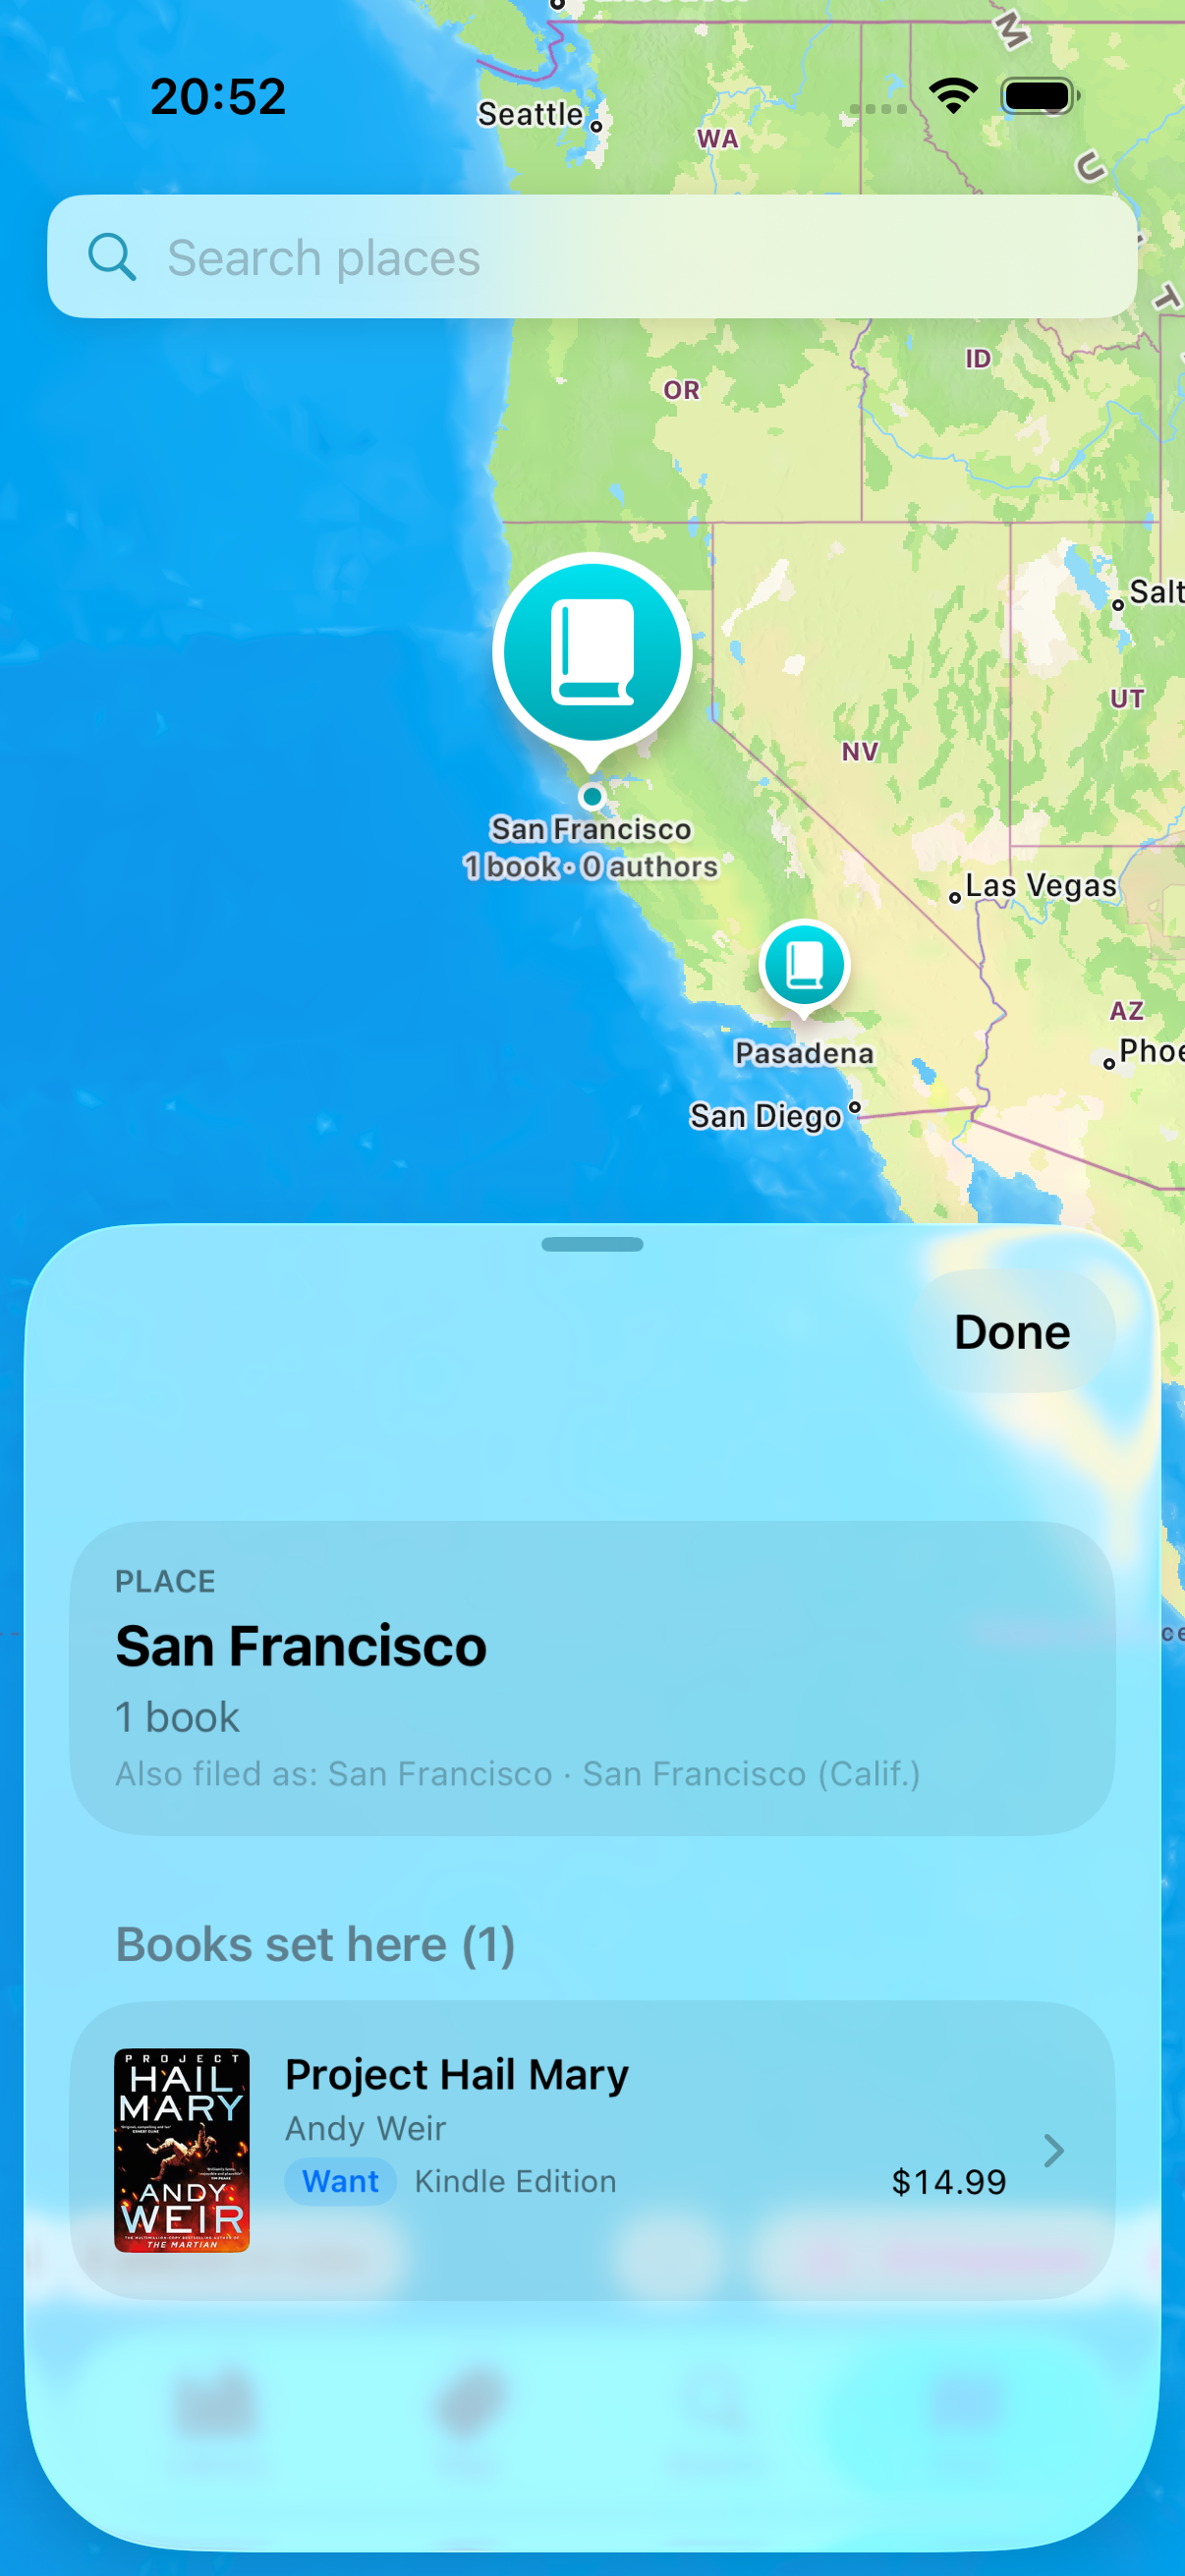 20:52
Seattle
WA
M
U
T
Search places
OR
ID
Salt
UT
NV
San Francisco
1 book · 0 authors
Las Vegas
AZ
Phoe
Pasadena
San Diego
Done
PLACE
San Francisco
1 book
Also filed as: San Francisco · San Francisco (Calif.)
ce
Books set here (1)
PROJECT
HAIL
MARY
ANDY
WEIR
THE MARTIAN
Project Hail Mary
Andy Weir
Want Kindle Edition
$14.99